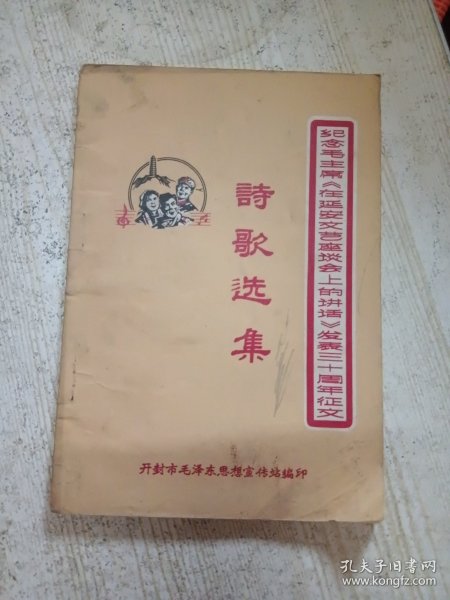 纪念毛主席《在延安文艺座谈会上的讲话》发表三十周年征文
詩歌选集
开封市毛泽东思想宣传站编印
孔夫子旧书网
www.kongfz.com